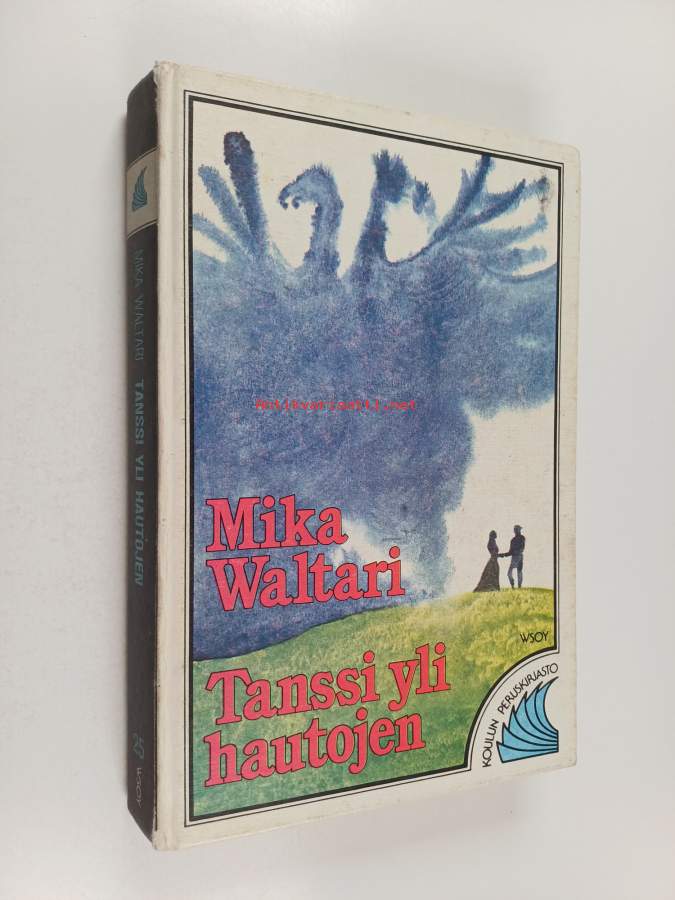 MIKA WALTARI TANSSI YLI HAUTOJEN
WSOY
Antikvariaatti.net
Mika
Waltari
Tanssi yli
hautojen
WSOY
KOULUN PERUSKIRJASTO